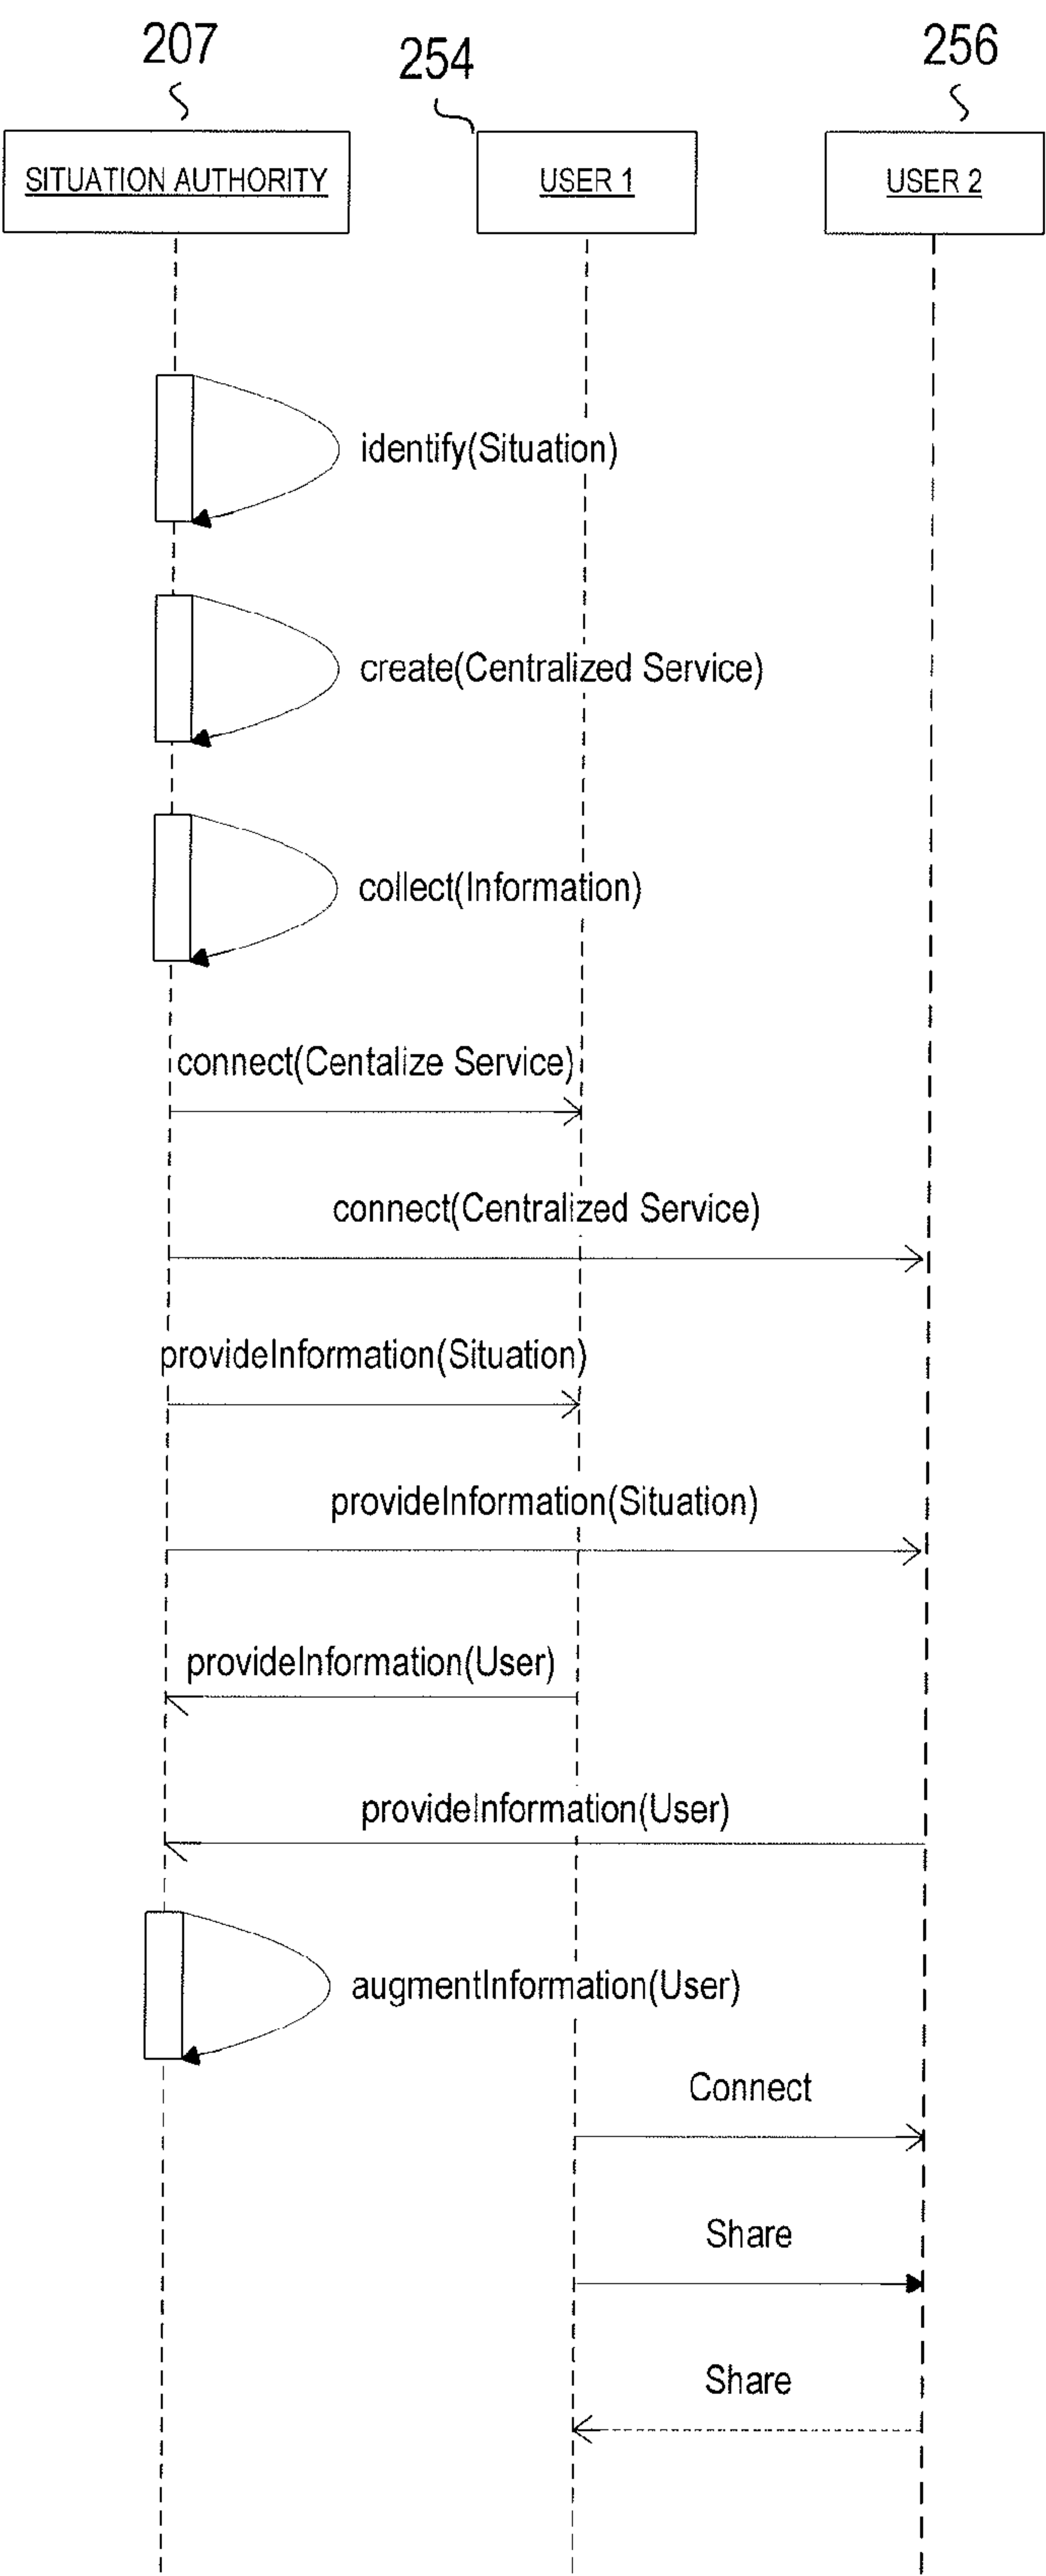 207
254
256
SITUATION AUTHORITY
USER 1
USER 2
identify(Situation)
create(Centralized Service)
collect(Information)
connect(Centalize Service)
connect(Centralized Service)
provideInformation(Situation)
provideInformation(Situation)
provideInformation(User)
provideInformation(User)
augmentInformation(User)
Connect
Share
Share